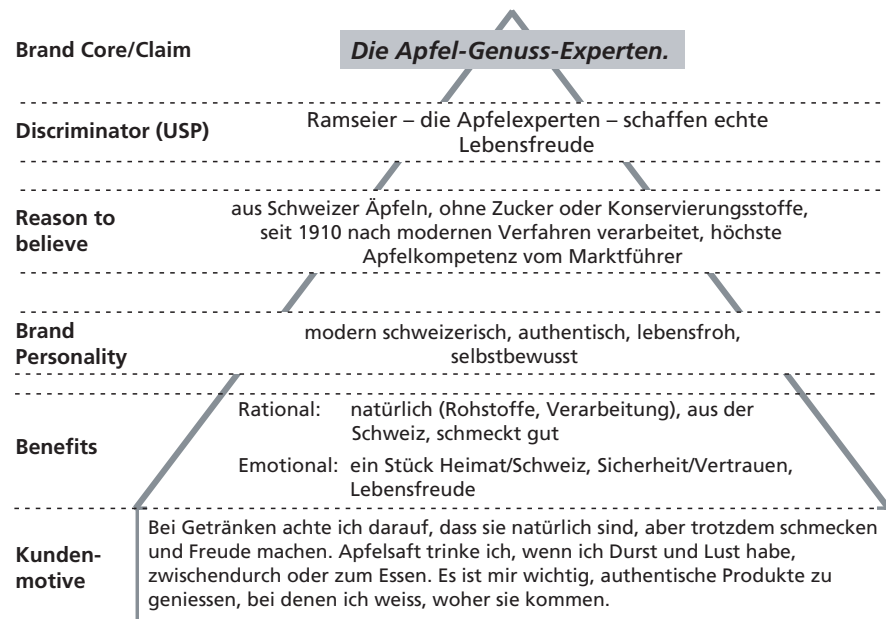 Brand Core/Claim
Die Apfel-Genuss-Experten.
Discriminator (USP)
Ramseier – die Apfelexperten – schaffen echte
Lebensfreude
Reason to
believe
aus Schweizer Äpfeln, ohne Zucker oder Konservierungsstoffe,
seit 1910 nach modernen Verfahren verarbeitet, höchste
Apfelkompetenz vom Marktführer
Brand
Personality
modern schweizerisch, authentisch, lebensfroh,
selbstbewusst
Benefits
Rational: natürlich (Rohstoffe, Verarbeitung), aus der
Schweiz, schmeckt gut
Emotional: ein Stück Heimat/Schweiz, Sicherheit/Vertrauen,
Lebensfreude
Kunden-
motive
Bei Getränken achte ich darauf, dass sie natürlich sind, aber trotzdem schmecken
und Freude machen. Apfelsaft trinke ich, wenn ich Durst und Lust habe,
zwischendurch oder zum Essen. Es ist mir wichtig, authentische Produkte zu
geniessen, bei denen ich weiss, woher sie kommen.